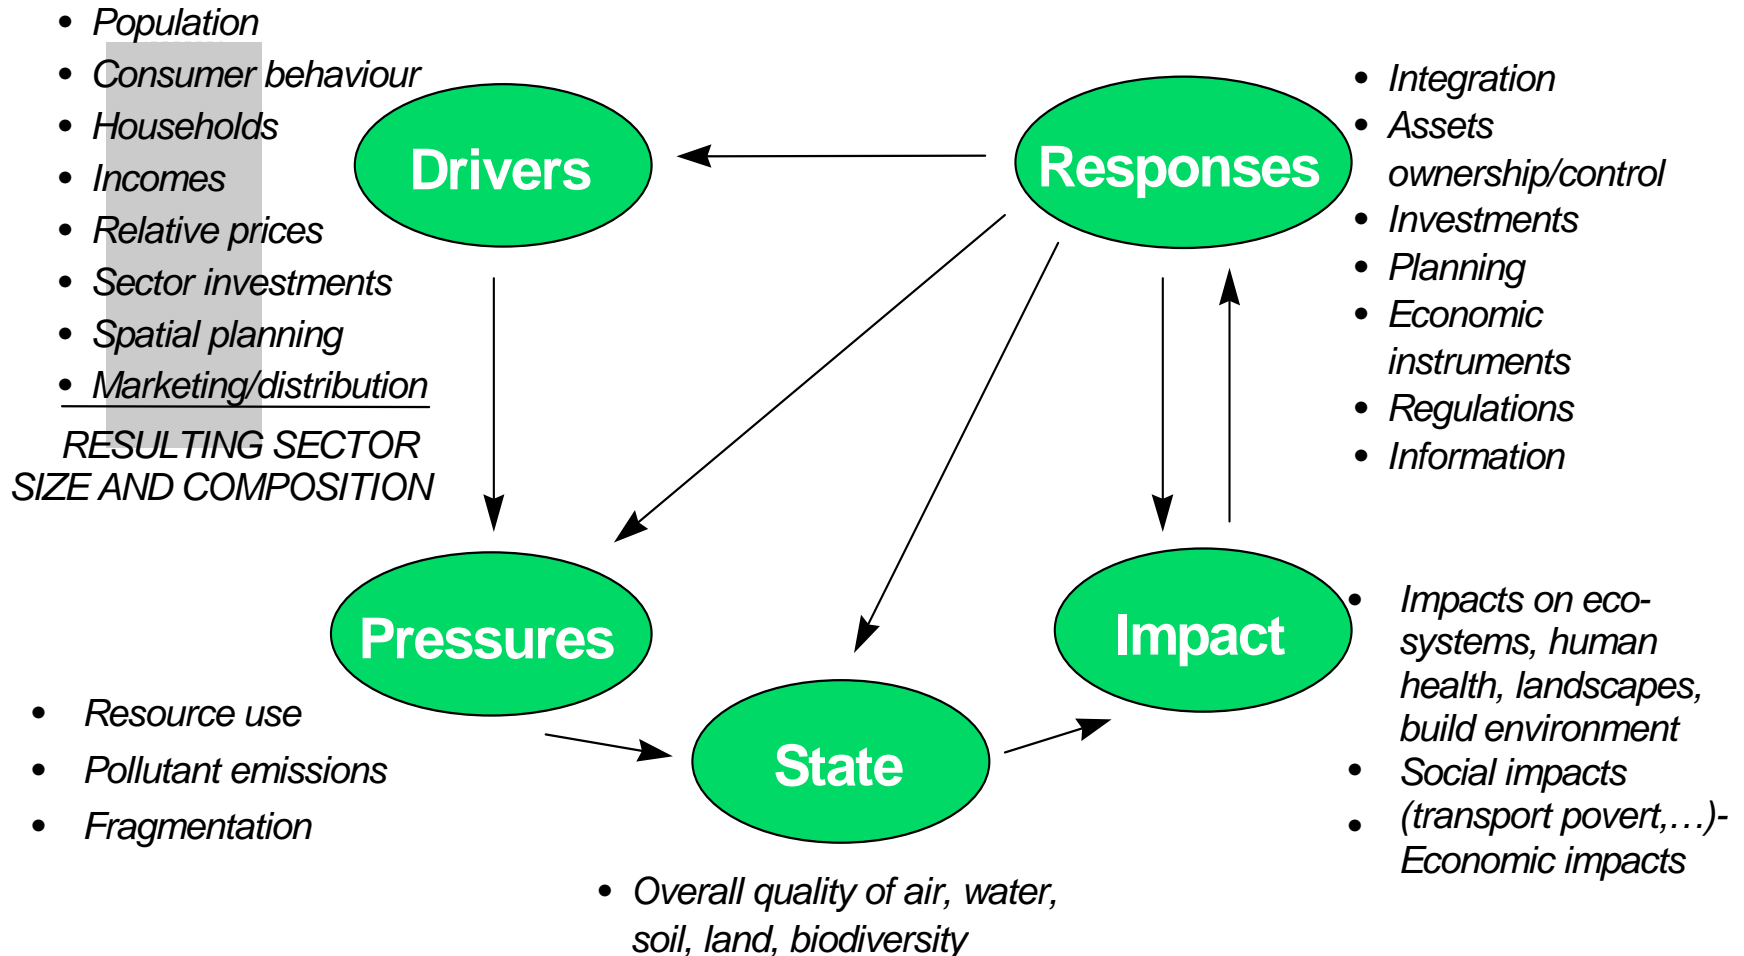 • Population
• Consumer behaviour
• Households
• Incomes
• Relative prices
• Sector investments
• Spatial planning
• Marketing/distribution
RESULTING SECTOR
SIZE AND COMPOSITION
Drivers
Responses
• Integration
• Assets
ownership/control
• Investments
• Planning
• Economic
instruments
• Regulations
• Information
Pressures
• Resource use
• Pollutant emissions
• Fragmentation
State
• Overall quality of air, water,
soil, land, biodiversity
Impact
• Impacts on eco-
systems, human
health, landscapes,
build environment
• Social impacts
• (transport povert,…)-
Economic impacts